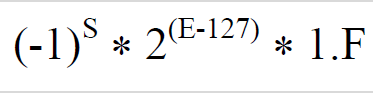 (-1)^S * 2^(E-127) * 1.F